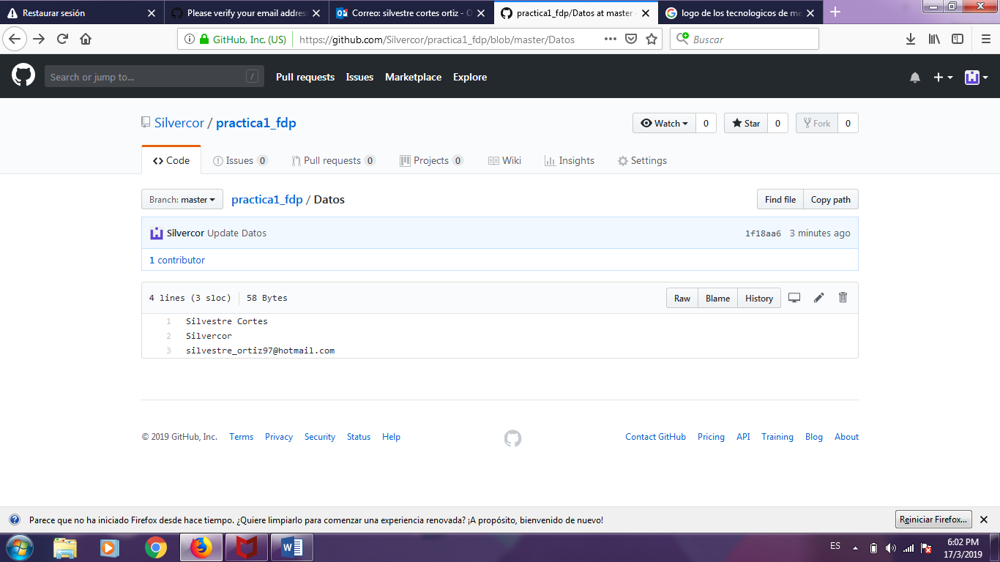 Restaurar sesión
Please verify your email addres
Correo: silvestre cortes ortiz - O
practica1_fdp/Datos at master
logo de los tecnologicos de me
GitHub, Inc. (US)
https://github.com/Silvercor/practica1_fdp/blob/master/Datos
Buscar
Search or jump to...
/
Pull requests
Issues
Marketplace
Explore
Silvercor / practica1_fdp
Watch 0
Star 0
Fork 0
Code
Issues 0
Pull requests 0
Projects 0
Wiki
Insights
Settings
Branch: master
practica1_fdp / Datos
Find file
Copy path
Silvercor Update Datos
1f18aa6 3 minutes ago
1 contributor
4 lines (3 sloc) 58 Bytes
Raw
Blame
History
1 Silvestre Cortes
2 Silvercor
3 silvestre_ortiz97@hotmail.com
© 2019 GitHub, Inc.
Terms
Privacy
Security
Status
Help
Contact GitHub
Pricing
API
Training
Blog
About
Parece que no ha iniciado Firefox desde hace tiempo. ¿Quiere limpiarlo para comenzar una experiencia renovada? ¡A propósito, bienvenido de nuevo!
Reiniciar Firefox...
ES
6:02 PM
17/3/2019